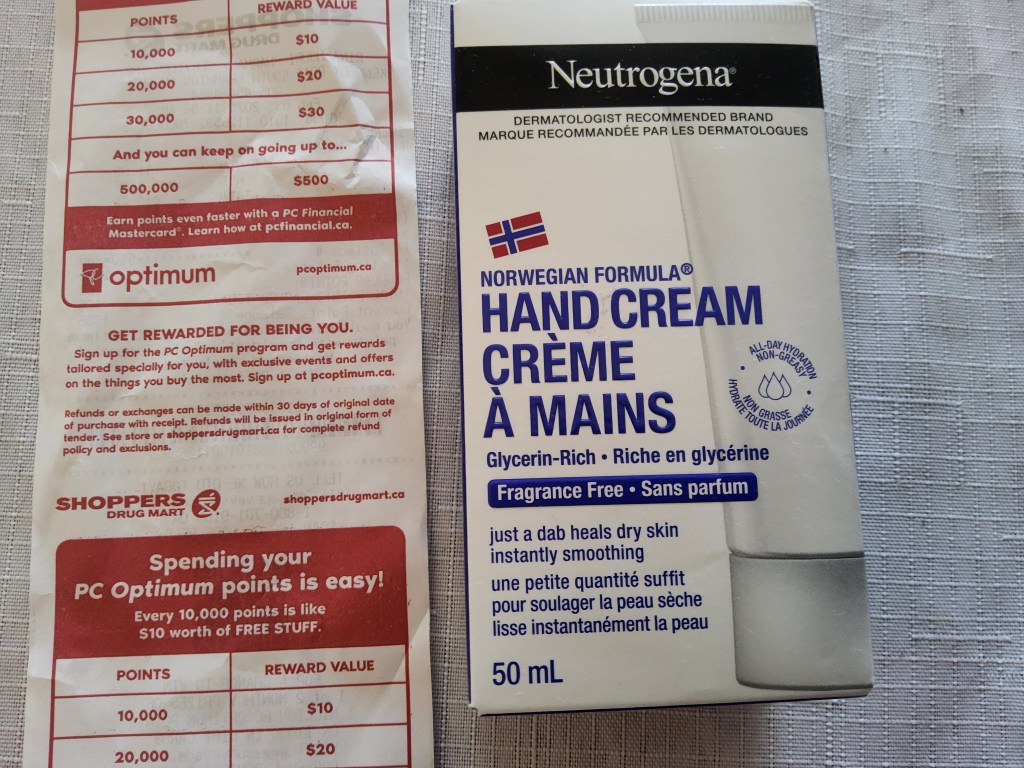 POINTS REWARD VALUE
10,000 $10
20,000 $20
30,000 $30
And you can keep on going up to...
500,000 $500
Earn points even faster with a PC Financial
Mastercard®. Learn how at pcfinancial.ca.
optimum pcoptimum.ca
GET REWARDED FOR BEING YOU.
Sign up for the PC Optimum program and get rewards
tailored specially for you, with exclusive events and offers
on the things you buy the most. Sign up at pcoptimum.ca.
Refunds or exchanges can be made within 30 days of original date
of purchase with receipt. Refunds will be issued in original form of
tender. See store or shoppersdrugmart.ca for complete refund
policy and exclusions.
SHOPPERS
DRUG MART
shoppersdrugmart.ca
Spending your
PC Optimum points is easy!
Every 10,000 points is like
$10 worth of FREE STUFF.
POINTS REWARD VALUE
10,000 $10
20,000 $20
Neutrogena®
DERMATOLOGIST RECOMMENDED BRAND
MARQUE RECOMMANDÉE PAR LES DERMATOLOGUES
NORWEGIAN FORMULA®
HAND CREAM
CRÈME
À MAINS
ALL-DAY HYDRATION
NON-GREASY
NON GRASSE
HYDRATE TOUTE LA JOURNÉE
Glycerin-Rich • Riche en glycérine
Fragrance Free • Sans parfum
just a dab heals dry skin
instantly smoothing
une petite quantité suffit
pour soulager la peau sèche
lisse instantanément la peau
50 mL